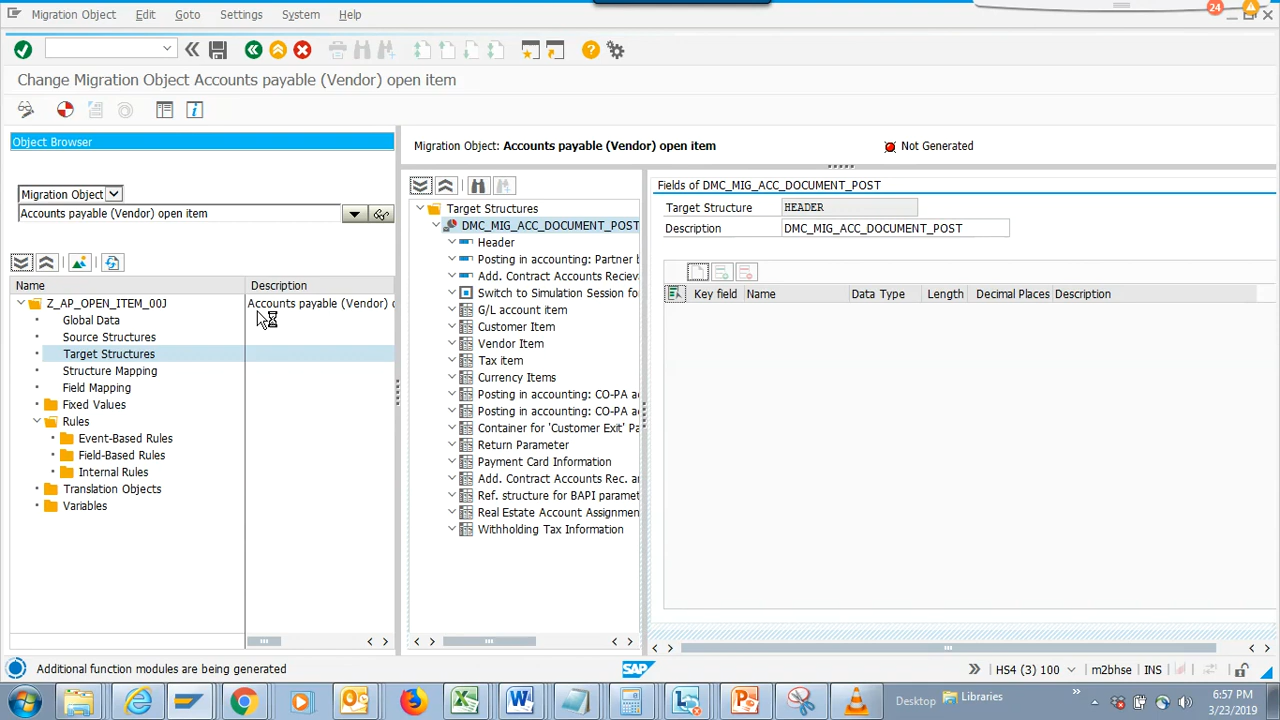 24
Migration Object Edit Goto Settings System Help
Change Migration Object Accounts payable (Vendor) open item
Object Browser
Migration Object
Accounts payable (Vendor) open item
Name Description
Z_AP_OPEN_ITEM_00J Accounts payable (Vendor) o
Global Data
Source Structures
Target Structures
Structure Mapping
Field Mapping
Fixed Values
Rules
Event-Based Rules
Field-Based Rules
Internal Rules
Translation Objects
Variables
Migration Object: Accounts payable (Vendor) open item Not Generated
Target Structures
DMC_MIG_ACC_DOCUMENT_POST
Header
Posting in accounting: Partner b
Add. Contract Accounts Reciev
Switch to Simulation Session fo
G/L account item
Customer Item
Vendor Item
Tax item
Currency Items
Posting in accounting: CO-PA a
Posting in accounting: CO-PA a
Container for 'Customer Exit' Pa
Return Parameter
Payment Card Information
Add. Contract Accounts Rec. a
Ref. structure for BAPI paramet
Real Estate Account Assignmen
Withholding Tax Information
Fields of DMC_MIG_ACC_DOCUMENT_POST
Target Structure HEADER
Description DMC_MIG_ACC_DOCUMENT_POST
Key field Name Data Type Length Decimal Places Description
Additional function modules are being generated SAP HS4 (3) 100 m2bhse INS
Desktop Libraries 6:57 PM
3/23/2019